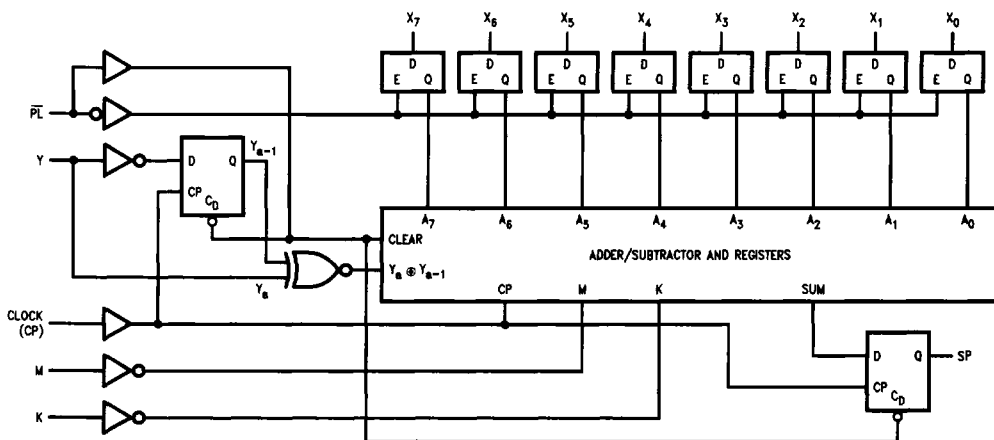 X7 X6 X5 X4 X3 X2 X1 X0
D D D D D D D D
E Q E Q E Q E Q E Q E Q E Q E Q
PL
Y
D Q
Ya-1
CP
CD
A7 A6 A5 A4 A3 A2 A1 A0
CLEAR
ADDER/SUBTRACTOR AND REGISTERS
Ya ⊕ Ya-1
Ya
CP M K SUM
CLOCK
(CP)
D Q
SP
M
CP
CD
K